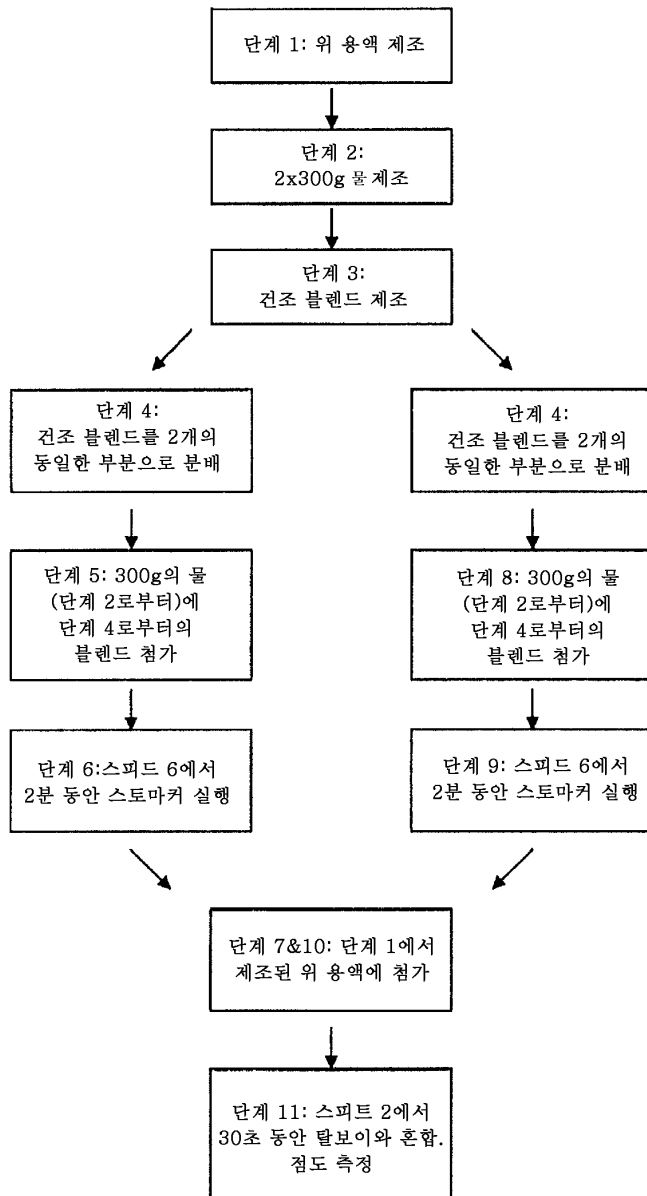 단계 1: 위 용액 제조
단계 2:
2x300g 물 제조
단계 3:
건조 블렌드 제조
단계 4:
건조 블렌드를 2개의
동일한 부분으로 분배
단계 4:
건조 블렌드를 2개의
동일한 부분으로 분배
단계 5: 300g의 물
(단계 2로부터)에
단계 4로부터의
블렌드 첨가
단계 8: 300g의 물
(단계 2로부터)에
단계 4로부터의
블렌드 첨가
단계 6:스피드 6에서
2분 동안 스토마커 실행
단계 9: 스피드 6에서
2분 동안 스토마커 실행
단계 7&10: 단계 1에서
제조된 위 용액에 첨가
단계 11: 스피트 2에서
30초 동안 탈보이와 혼합.
점도 측정